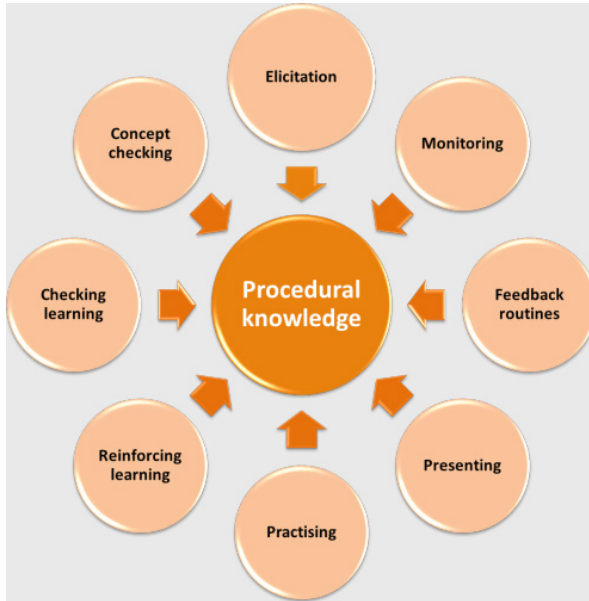 Elicitation
Monitoring
Feedback
routines
Presenting
Practising
Reinforcing
learning
Checking
learning
Concept
checking
Procedural
knowledge